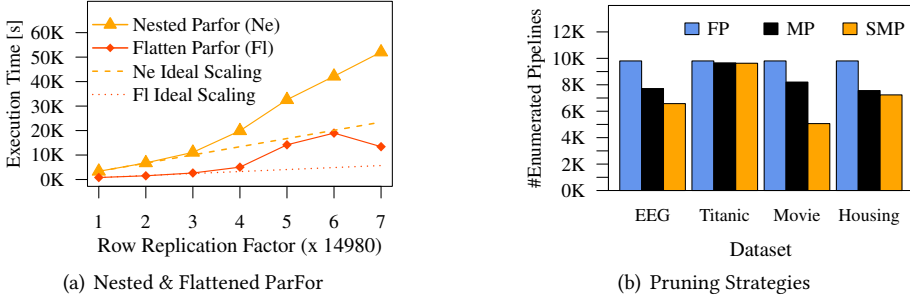 Execution Time [s]
60K
50K
40K
30K
20K
10K
0K
Nested Parfor (Ne)
Flatten Parfor (Fl)
Ne Ideal Scaling
Fl Ideal Scaling
1 2 3 4 5 6 7
Row Replication Factor (x 14980)
(a) Nested & Flattened ParFor
#Enumerated Pipelines
12K
10K
8K
6K
4K
2K
0K
FP MP SMP
EEG Titanic Movie Housing
Dataset
(b) Pruning Strategies